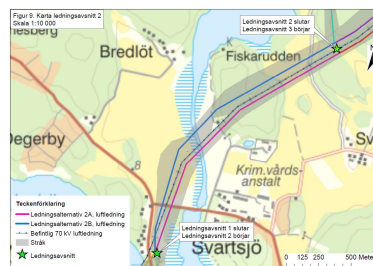 Figur 9. Karta ledningsavsnitt 2
Skala 1:10 000
Ledningsavsnitt 2 slutar
Ledningsavsnitt 3 börjar
Bredlöt
Fiskarudden
Degerby
Krim.vårds-
anstalt
Teckenförklaring
Ledningsalternativ 2A, luftledning
Ledningsalternativ 2B, luftledning
Befintlig 70 kV luftledning
Stråk
Ledningsavsnitt
Ledningsavsnitt 1 slutar
Ledningsavsnitt 2 börjar
Svartsjö
0 125 250 500 Meter